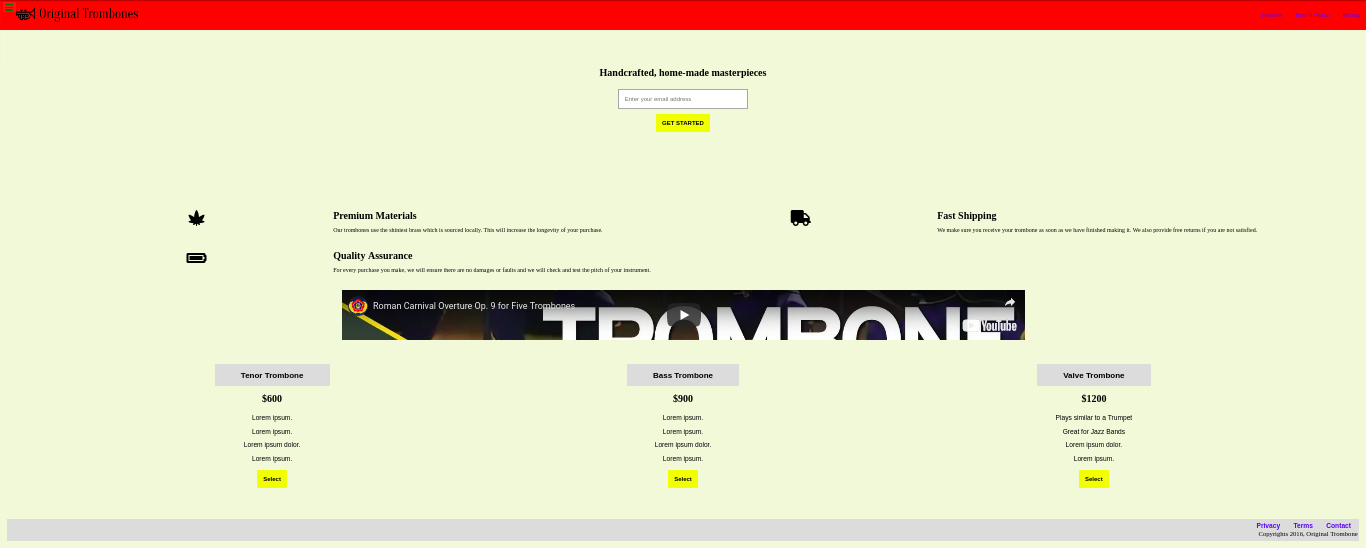 Original Trombones
Handcrafted, home-made masterpieces
Enter your email address
GET STARTED
Premium Materials
Our trombones use the shiniest brass which is sourced locally. This will increase the longevity of your purchase.
Fast Shipping
We make sure you receive your trombone as soon as we have finished making it. We also provide free returns if you are not satisfied.
Quality Assurance
For every purchase you make, we will ensure there are no damages or faults and we will check and test the pitch of your instrument.
Roman Carnival Overture Op. 9 for Five Trombones
TROMBONE
YouTube
Tenor Trombone
$600
Lorem ipsum.
Lorem ipsum.
Lorem ipsum dolor.
Lorem ipsum.
Select
Bass Trombone
$900
Lorem ipsum.
Lorem ipsum.
Lorem ipsum dolor.
Lorem ipsum.
Select
Valve Trombone
$1200
Plays similar to a Trumpet
Great for Jazz Bands
Lorem ipsum dolor.
Lorem ipsum.
Select
Privacy Terms Contact
Copyrights 2016, Original Trombone